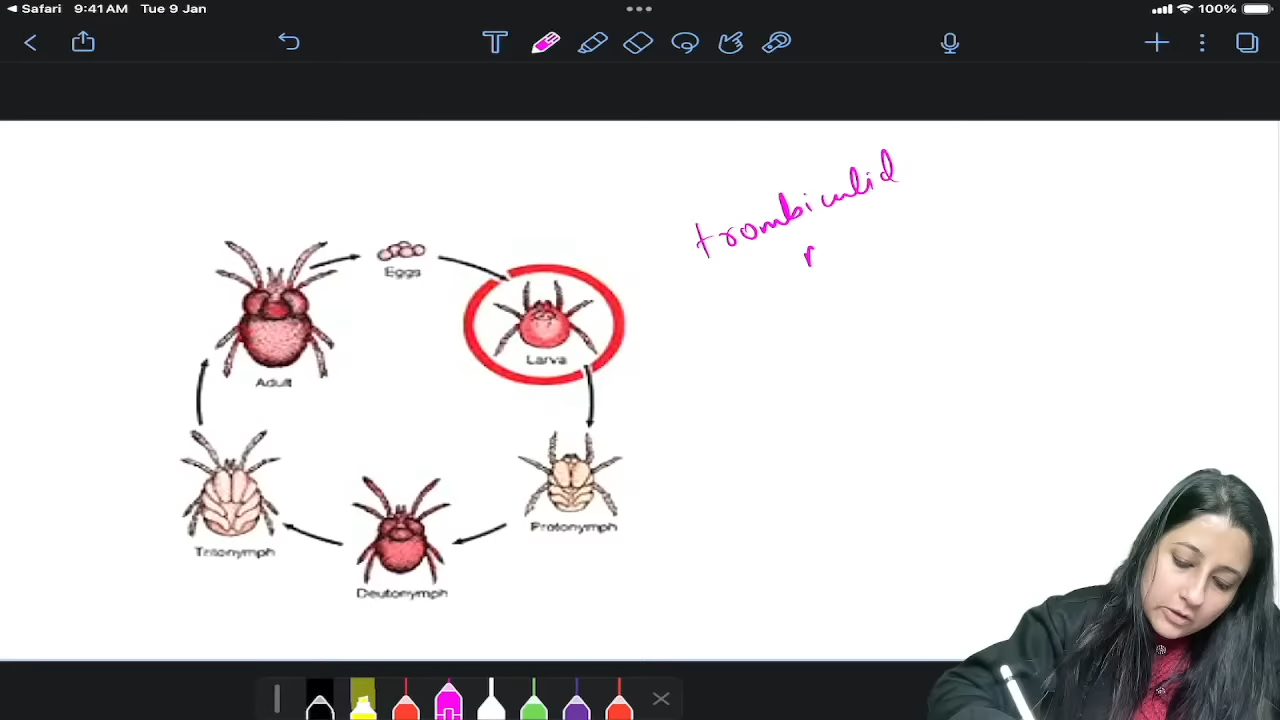 Safari 9:41 AM Tue 9 Jan
100%
trombiculid
Eggs
Larva
Adult
Protonymph
Tritonymph
Deutonymph